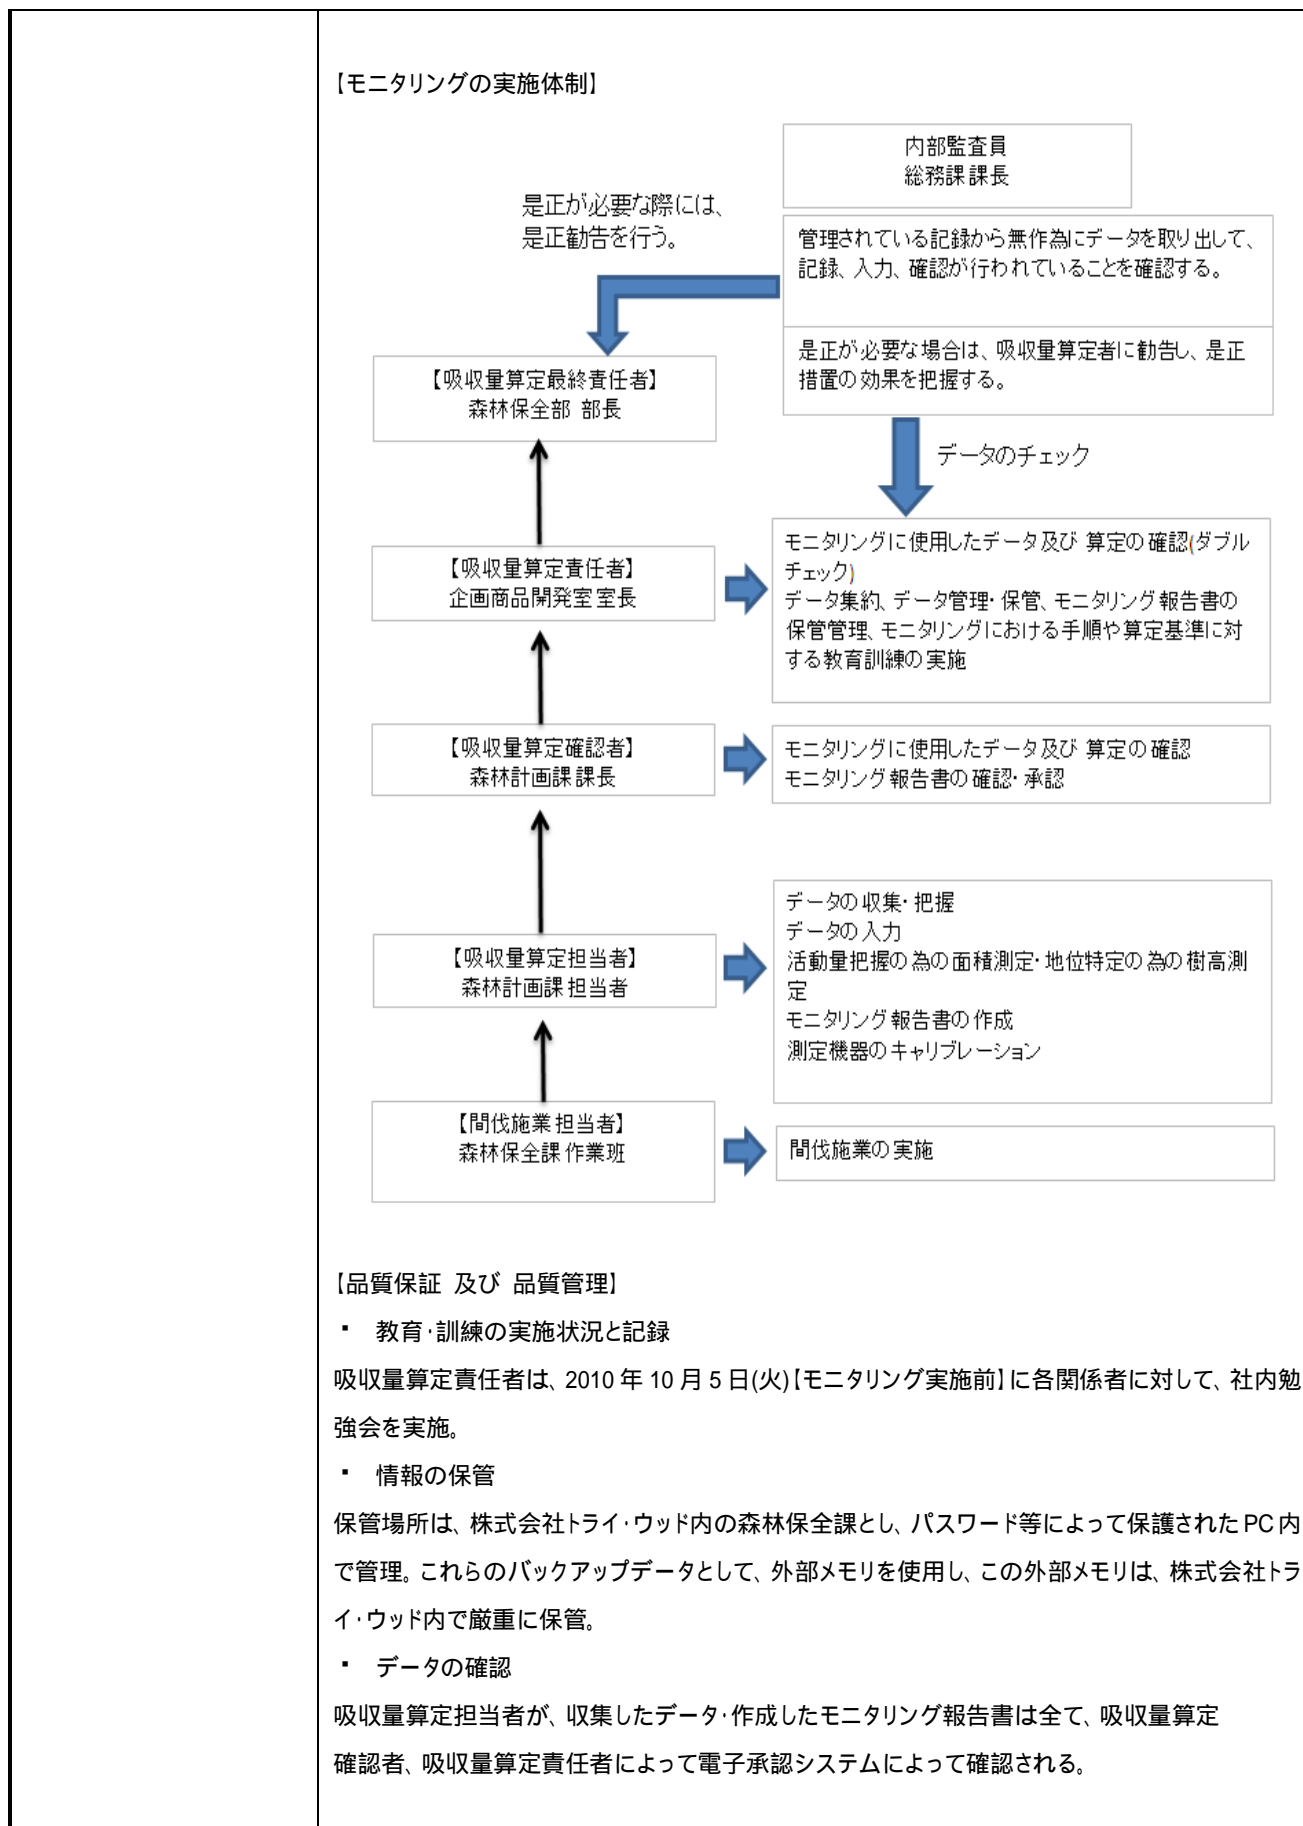 【モニタリングの実施体制】
内部監査員
総務課課長
是正が必要な際には、
是正勧告を行う。
管理されている記録から無作為にデータを取り出して、
記録、入力、確認が行われていることを確認する。
是正が必要な場合は、吸収量算定者に勧告し、是正
措置の効果を把握する。
【吸収量算定最終責任者】
森林保全部 部長
データのチェック
【吸収量算定責任者】
企画商品開発室室長
モニタリングに使用したデータ及び 算定の確認(ダブル
チェック)
データ集約、データ管理・保管、モニタリング報告書の
保管管理、モニタリングにおける手順や算定基準に対
する教育訓練の実施
【吸収量算定確認者】
森林計画課課長
モニタリングに使用したデータ及び 算定の確認
モニタリング報告書の確認・承認
【吸収量算定担当者】
森林計画課担当者
データの収集・把握
データの入力
活動量把握の為の面積測定・地位特定の為の樹高測
定
モニタリング報告書の作成
測定機器のキャリブレーション
【間伐施業担当者】
森林保全課作業班
間伐施業の実施
【品質保証 及び 品質管理】
▪ 教育・訓練の実施状況と記録
吸収量算定責任者は、2010年10月5日(火)【モニタリング実施前】に各関係者に対して、社内勉
強会を実施。
▪ 情報の保管
保管場所は、株式会社トライ・ウッド内の森林保全課とし、パスワード等によって保護されたPC内
で管理。これらのバックアップデータとして、外部メモリを使用し、この外部メモリは、株式会社トラ
イ・ウッド内で厳重に保管。
▪ データの確認
吸収量算定担当者が、収集したデータ・作成したモニタリング報告書は全て、吸収量算定
確認者、吸収量算定責任者によって電子承認システムによって確認される。